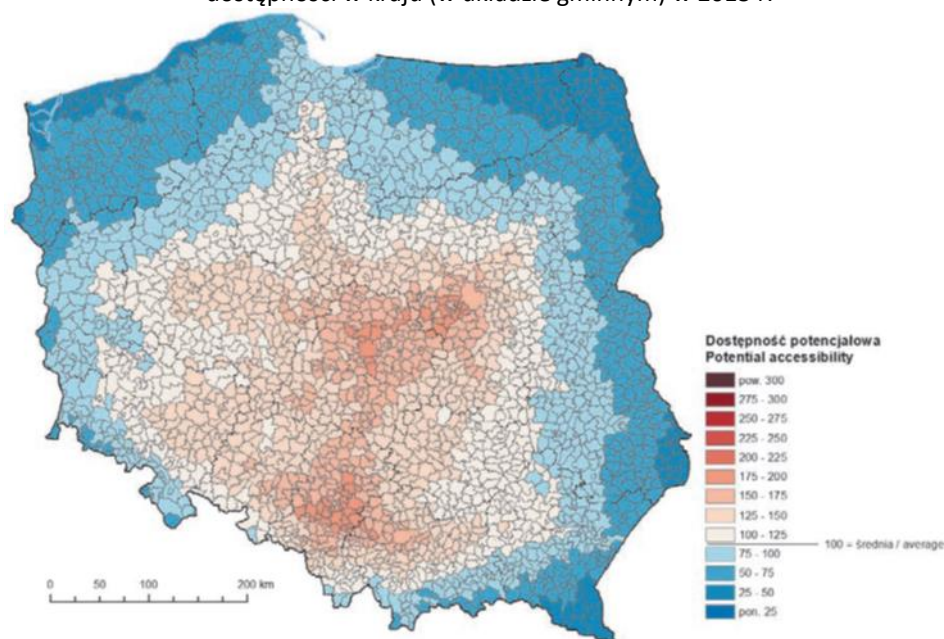 dostępności w kraju (w układzie gminnym) w 2023 r.
Dostępność potencjałowa
Potential accessibility
pow. 300
275 - 300
250 - 275
225 - 250
200 - 225
175 - 200
150 - 175
125 - 150
100 - 125
100 = średnia / average
75 - 100
50 - 75
25 - 50
pon. 25
0 50 100 200 km